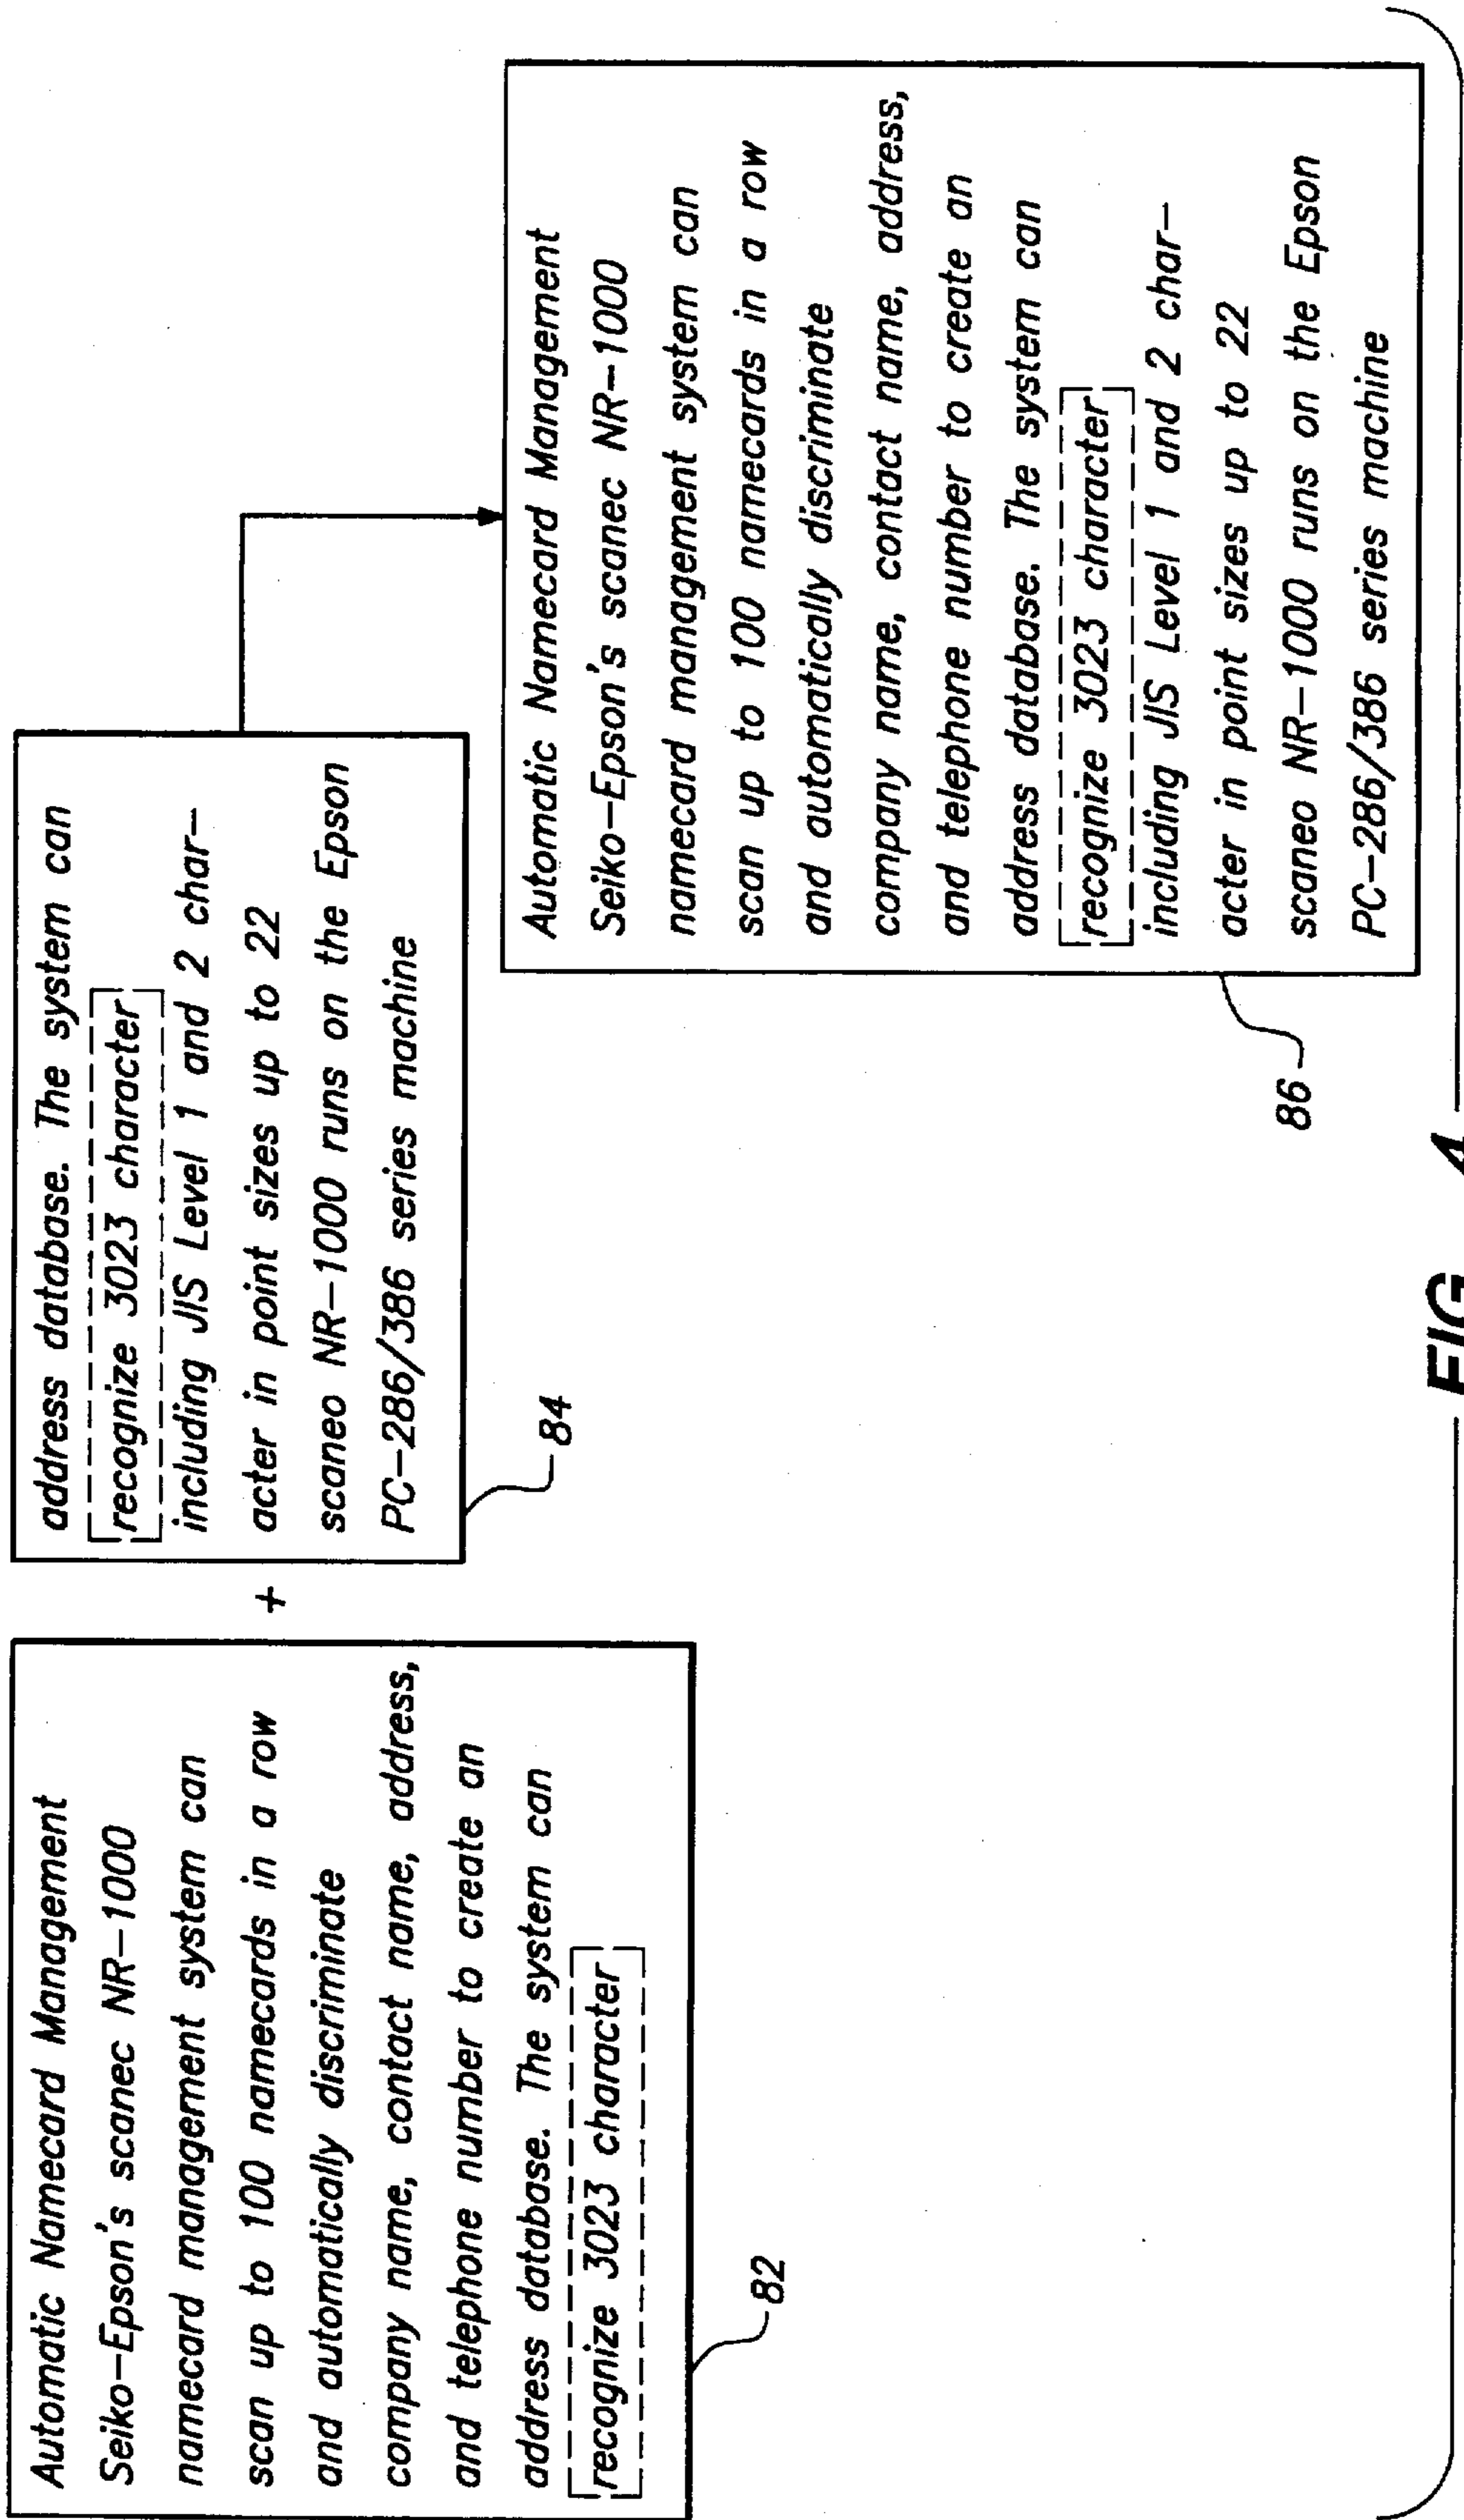 Automatic Namecard Management
Seiko-Epson's scanec NR-1000
namecard management system can
scan up to 100 namecards in a row
and automatically discriminate
company name, contact name, address,
and telephone number to create an
address database. The system can
recognize 3023 character
82
+
address database. The system can
recognize 3023 character
including JIS Level 1 and 2 char-
acter in point sizes up to 22
scaneo NR-1000 runs on the Epson
PC-286/386 series machine
84
Automatic Namecard Management
Seiko-Epson's scanec NR-1000
namecard management system can
scan up to 100 namecards in a row
and automatically discriminate
company name, contact name, address,
and telephone number to create an
address database. The system can
recognize 3023 character
including JIS Level 1 and 2 char-
acter in point sizes up to 22
scaneo NR-1000 runs on the Epson
PC-286/386 series machine
86
FIG. 4